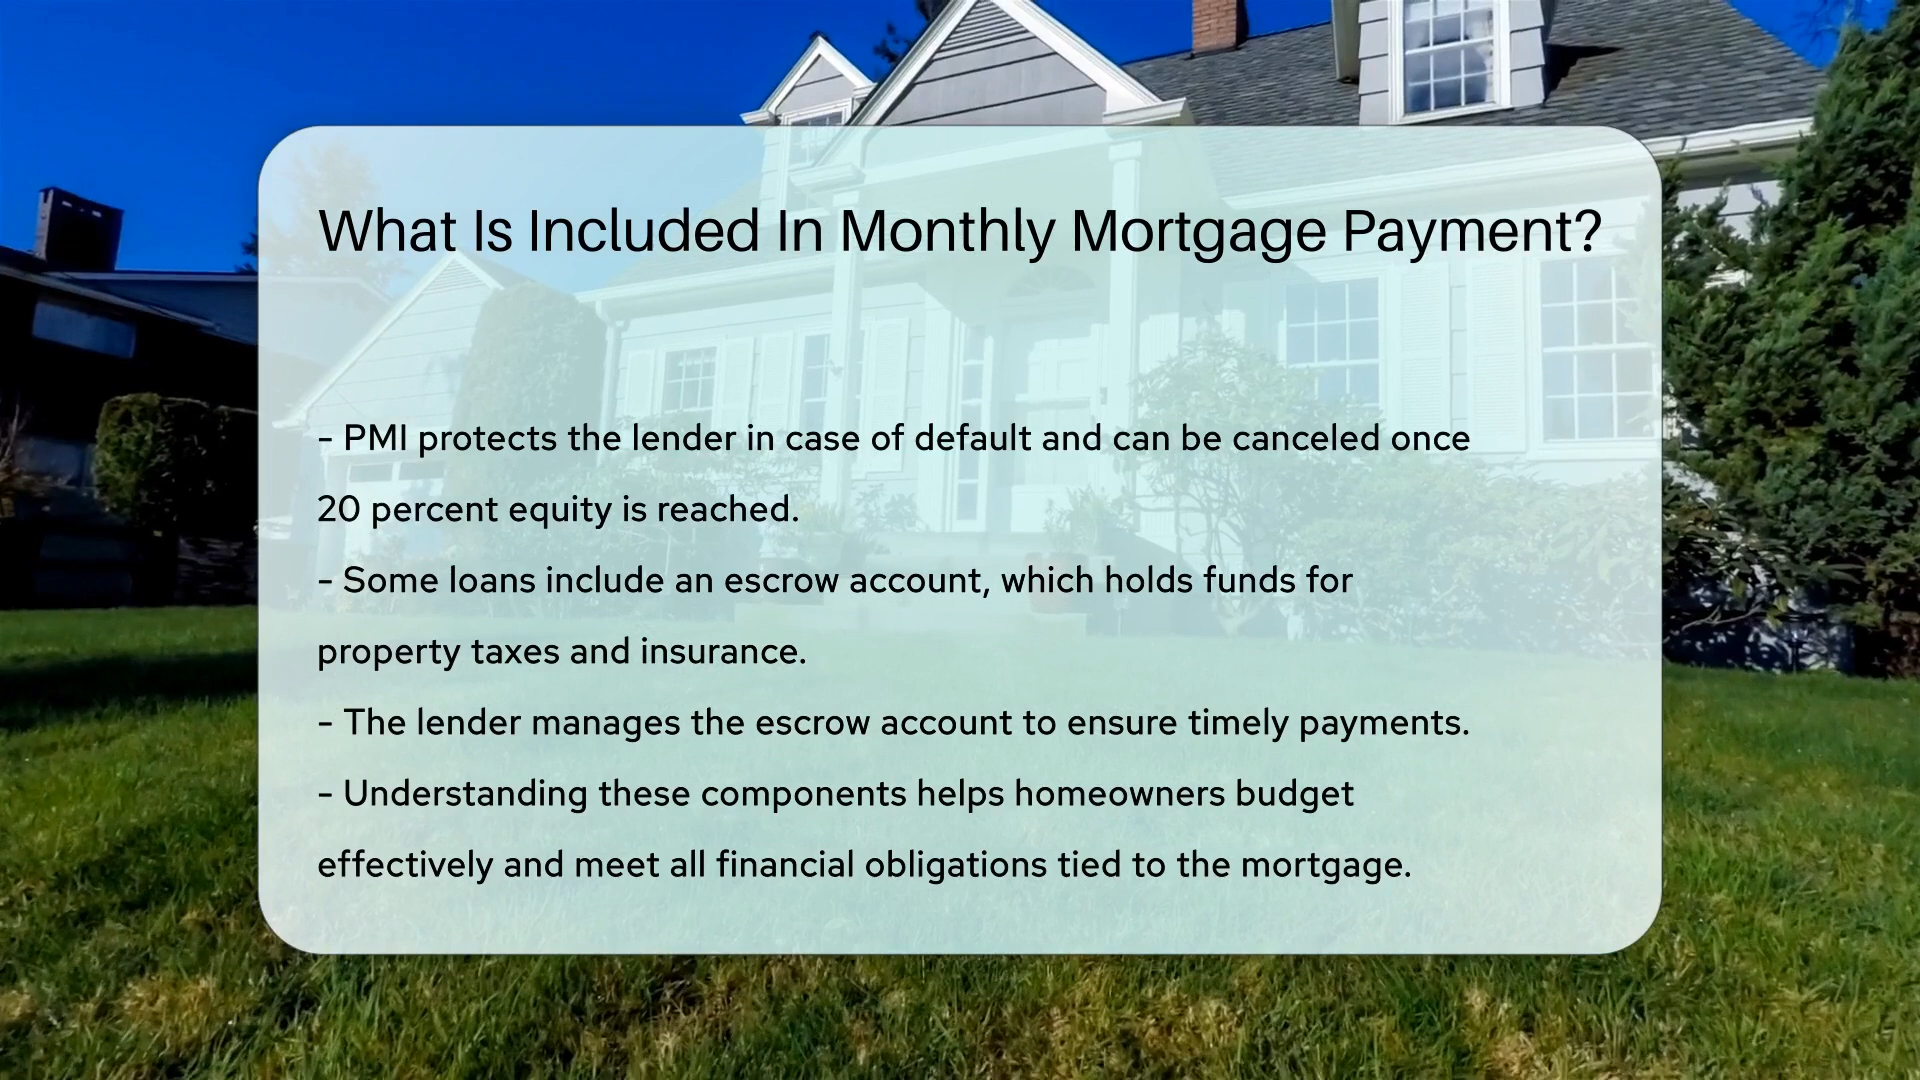 What Is Included In Monthly Mortgage Payment?
- PMI protects the lender in case of default and can be canceled once
20 percent equity is reached.
- Some loans include an escrow account, which holds funds for
property taxes and insurance.
- The lender manages the escrow account to ensure timely payments.
- Understanding these components helps homeowners budget
effectively and meet all financial obligations tied to the mortgage.